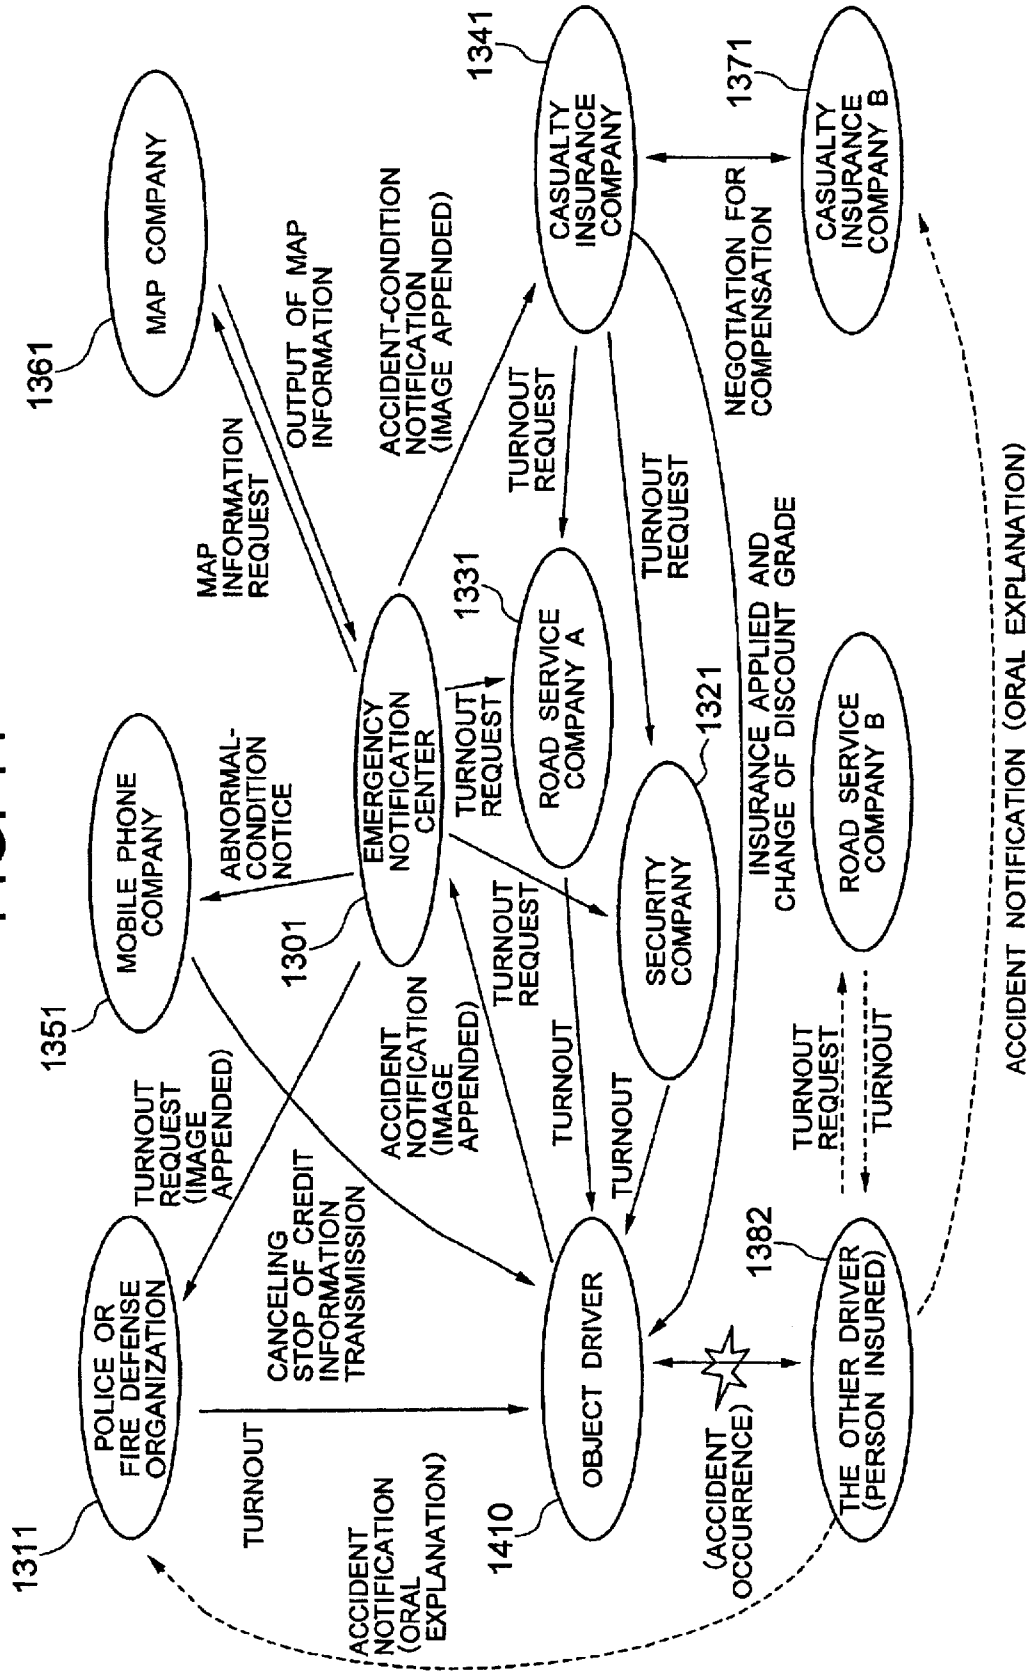 1311
POLICE OR
FIRE DEFENSE
ORGANIZATION
1351
MOBILE PHONE
COMPANY
1361
MAP COMPANY
TURNOUT
REQUEST
(IMAGE
APPENDED)
ABNORMAL-
CONDITION
NOTICE
MAP
INFORMATION
REQUEST
OUTPUT OF MAP
INFORMATION
TURNOUT
CANCELING
STOP OF CREDIT
INFORMATION
TRANSMISSION
1301
EMERGENCY
NOTIFICATION
CENTER
ACCIDENT-CONDITION
NOTIFICATION
(IMAGE APPENDED)
ACCIDENT
NOTIFICATION
(ORAL
EXPLANATION)
ACCIDENT
NOTIFICATION
(IMAGE
APPENDED)
TURNOUT
REQUEST
TURNOUT
REQUEST
1331
ROAD SERVICE
COMPANY A
TURNOUT
REQUEST
1341
CASUALTY
INSURANCE
COMPANY
1410
OBJECT DRIVER
TURNOUT
TURNOUT
SECURITY
COMPANY
1321
TURNOUT
REQUEST
(ACCIDENT
OCCURRENCE)
INSURANCE APPLIED AND
CHANGE OF DISCOUNT GRADE
NEGOTIATION FOR
COMPENSATION
1382
THE OTHER DRIVER
(PERSON INSURED)
TURNOUT
REQUEST
TURNOUT
ROAD SERVICE
COMPANY B
1371
CASUALTY
INSURANCE
COMPANY B
ACCIDENT NOTIFICATION (ORAL EXPLANATION)